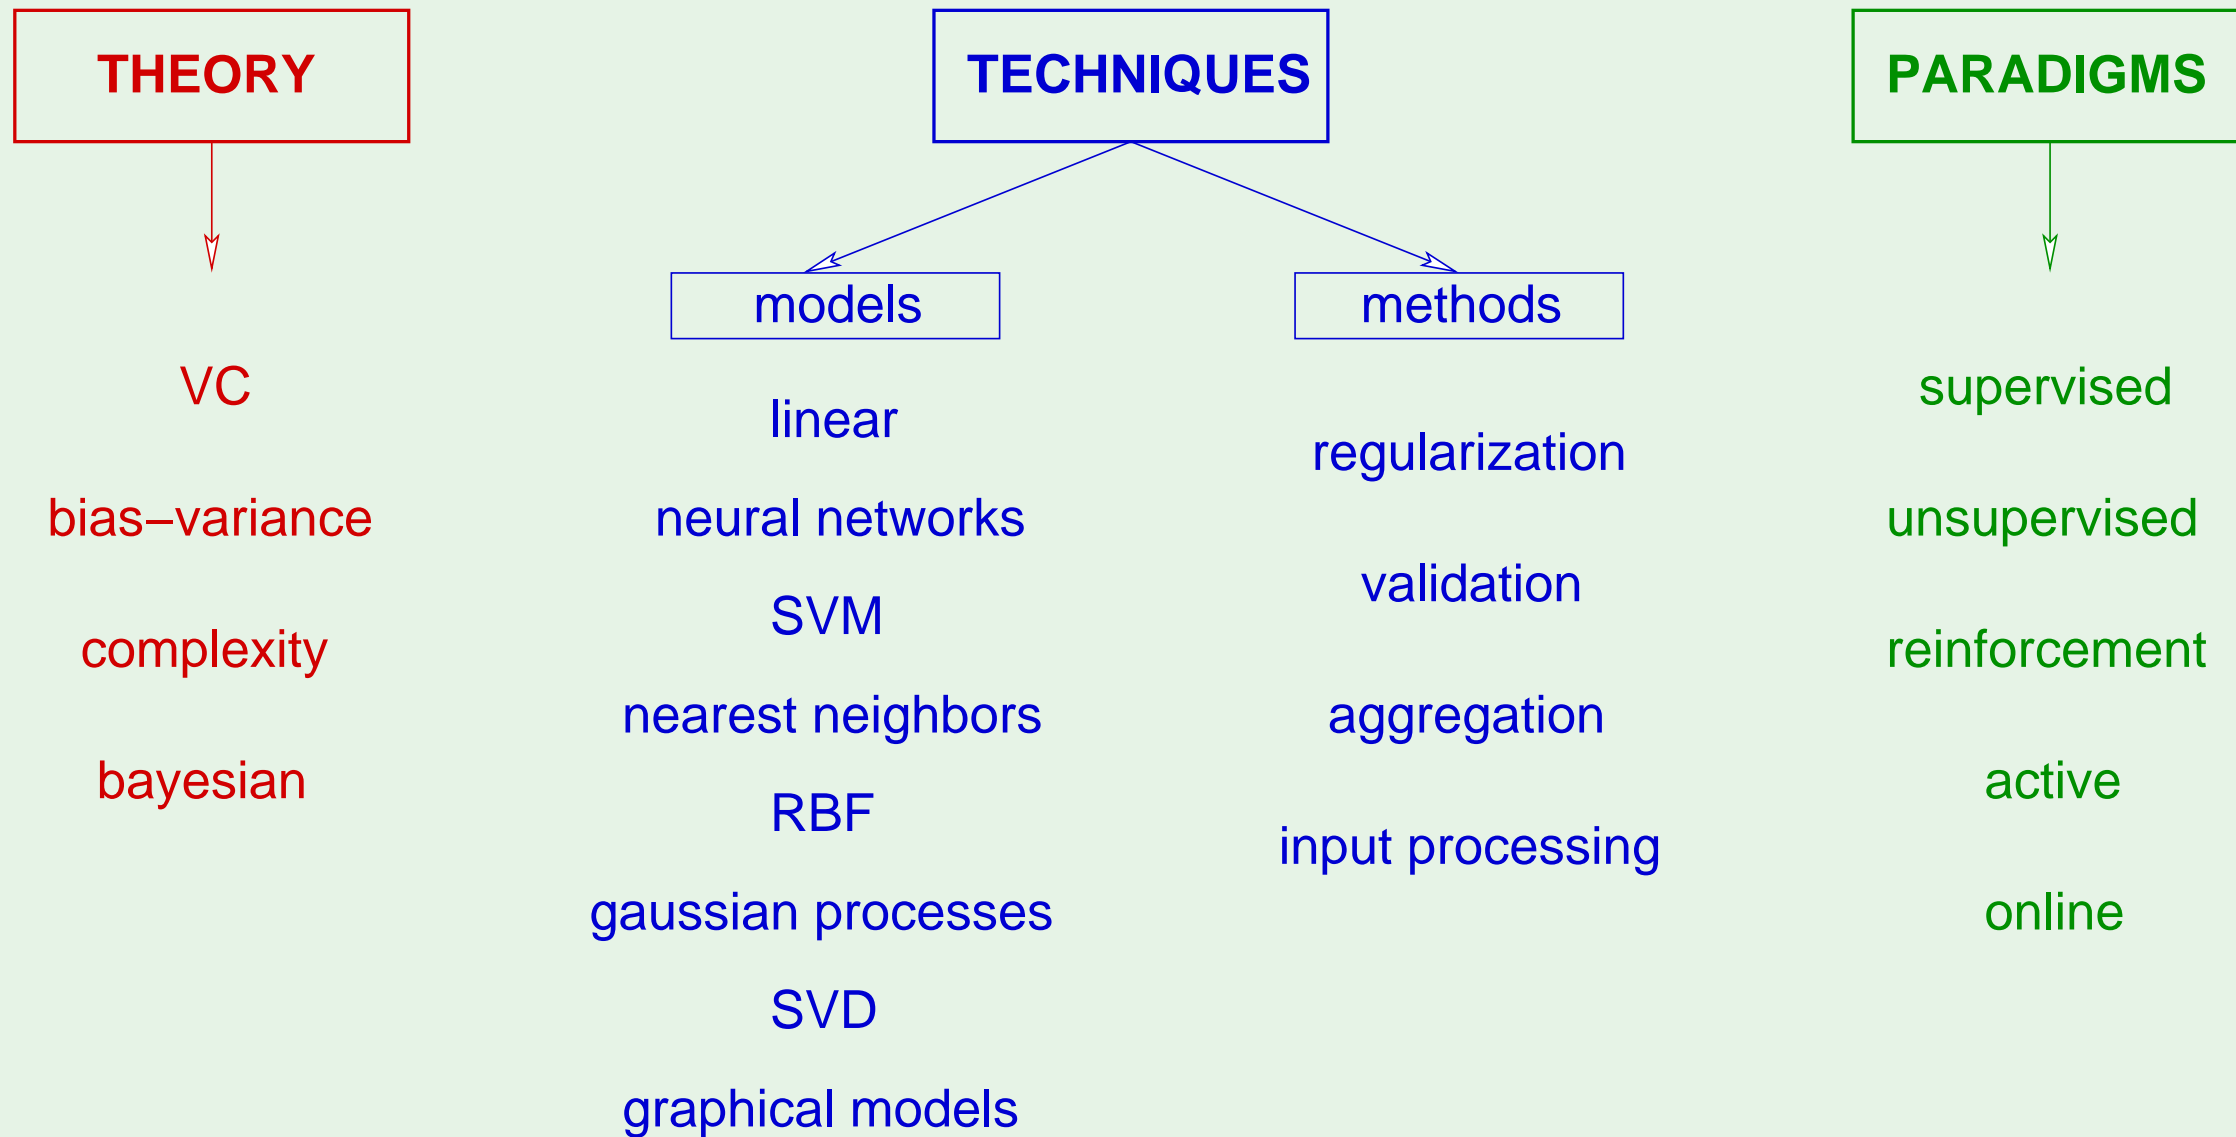 THEORY
VC
bias–variance
complexity
bayesian
TECHNIQUES
models
linear
neural networks
SVM
nearest neighbors
RBF
gaussian processes
SVD
graphical models
methods
regularization
validation
aggregation
input processing
PARADIGMS
supervised
unsupervised
reinforcement
active
online